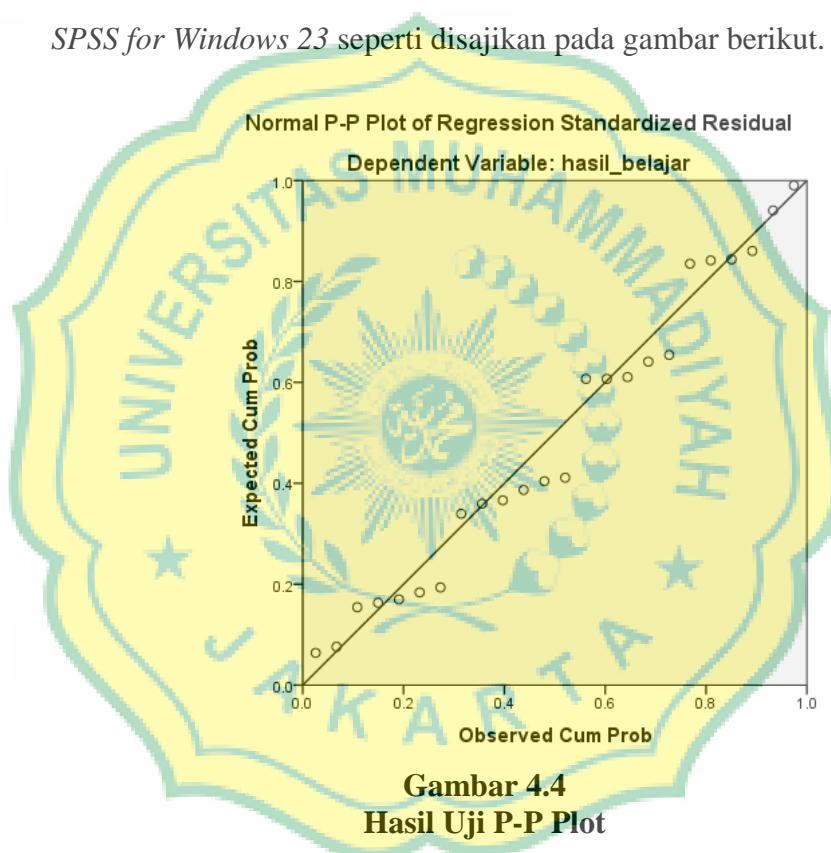 SPSS for Windows 23 seperti disajikan pada gambar berikut.
Normal P-P Plot of Regression Standardized Residual
Dependent Variable: hasil_belajar
UNIVERSITAS MUHAMMADIYAH
JAKARTA
Expected Cum Prob
1.0
0.8
0.6
0.4
0.2
0.0
0.0 0.2 0.4 0.6 0.8 1.0
Observed Cum Prob
Gambar 4.4
Hasil Uji P-P Plot